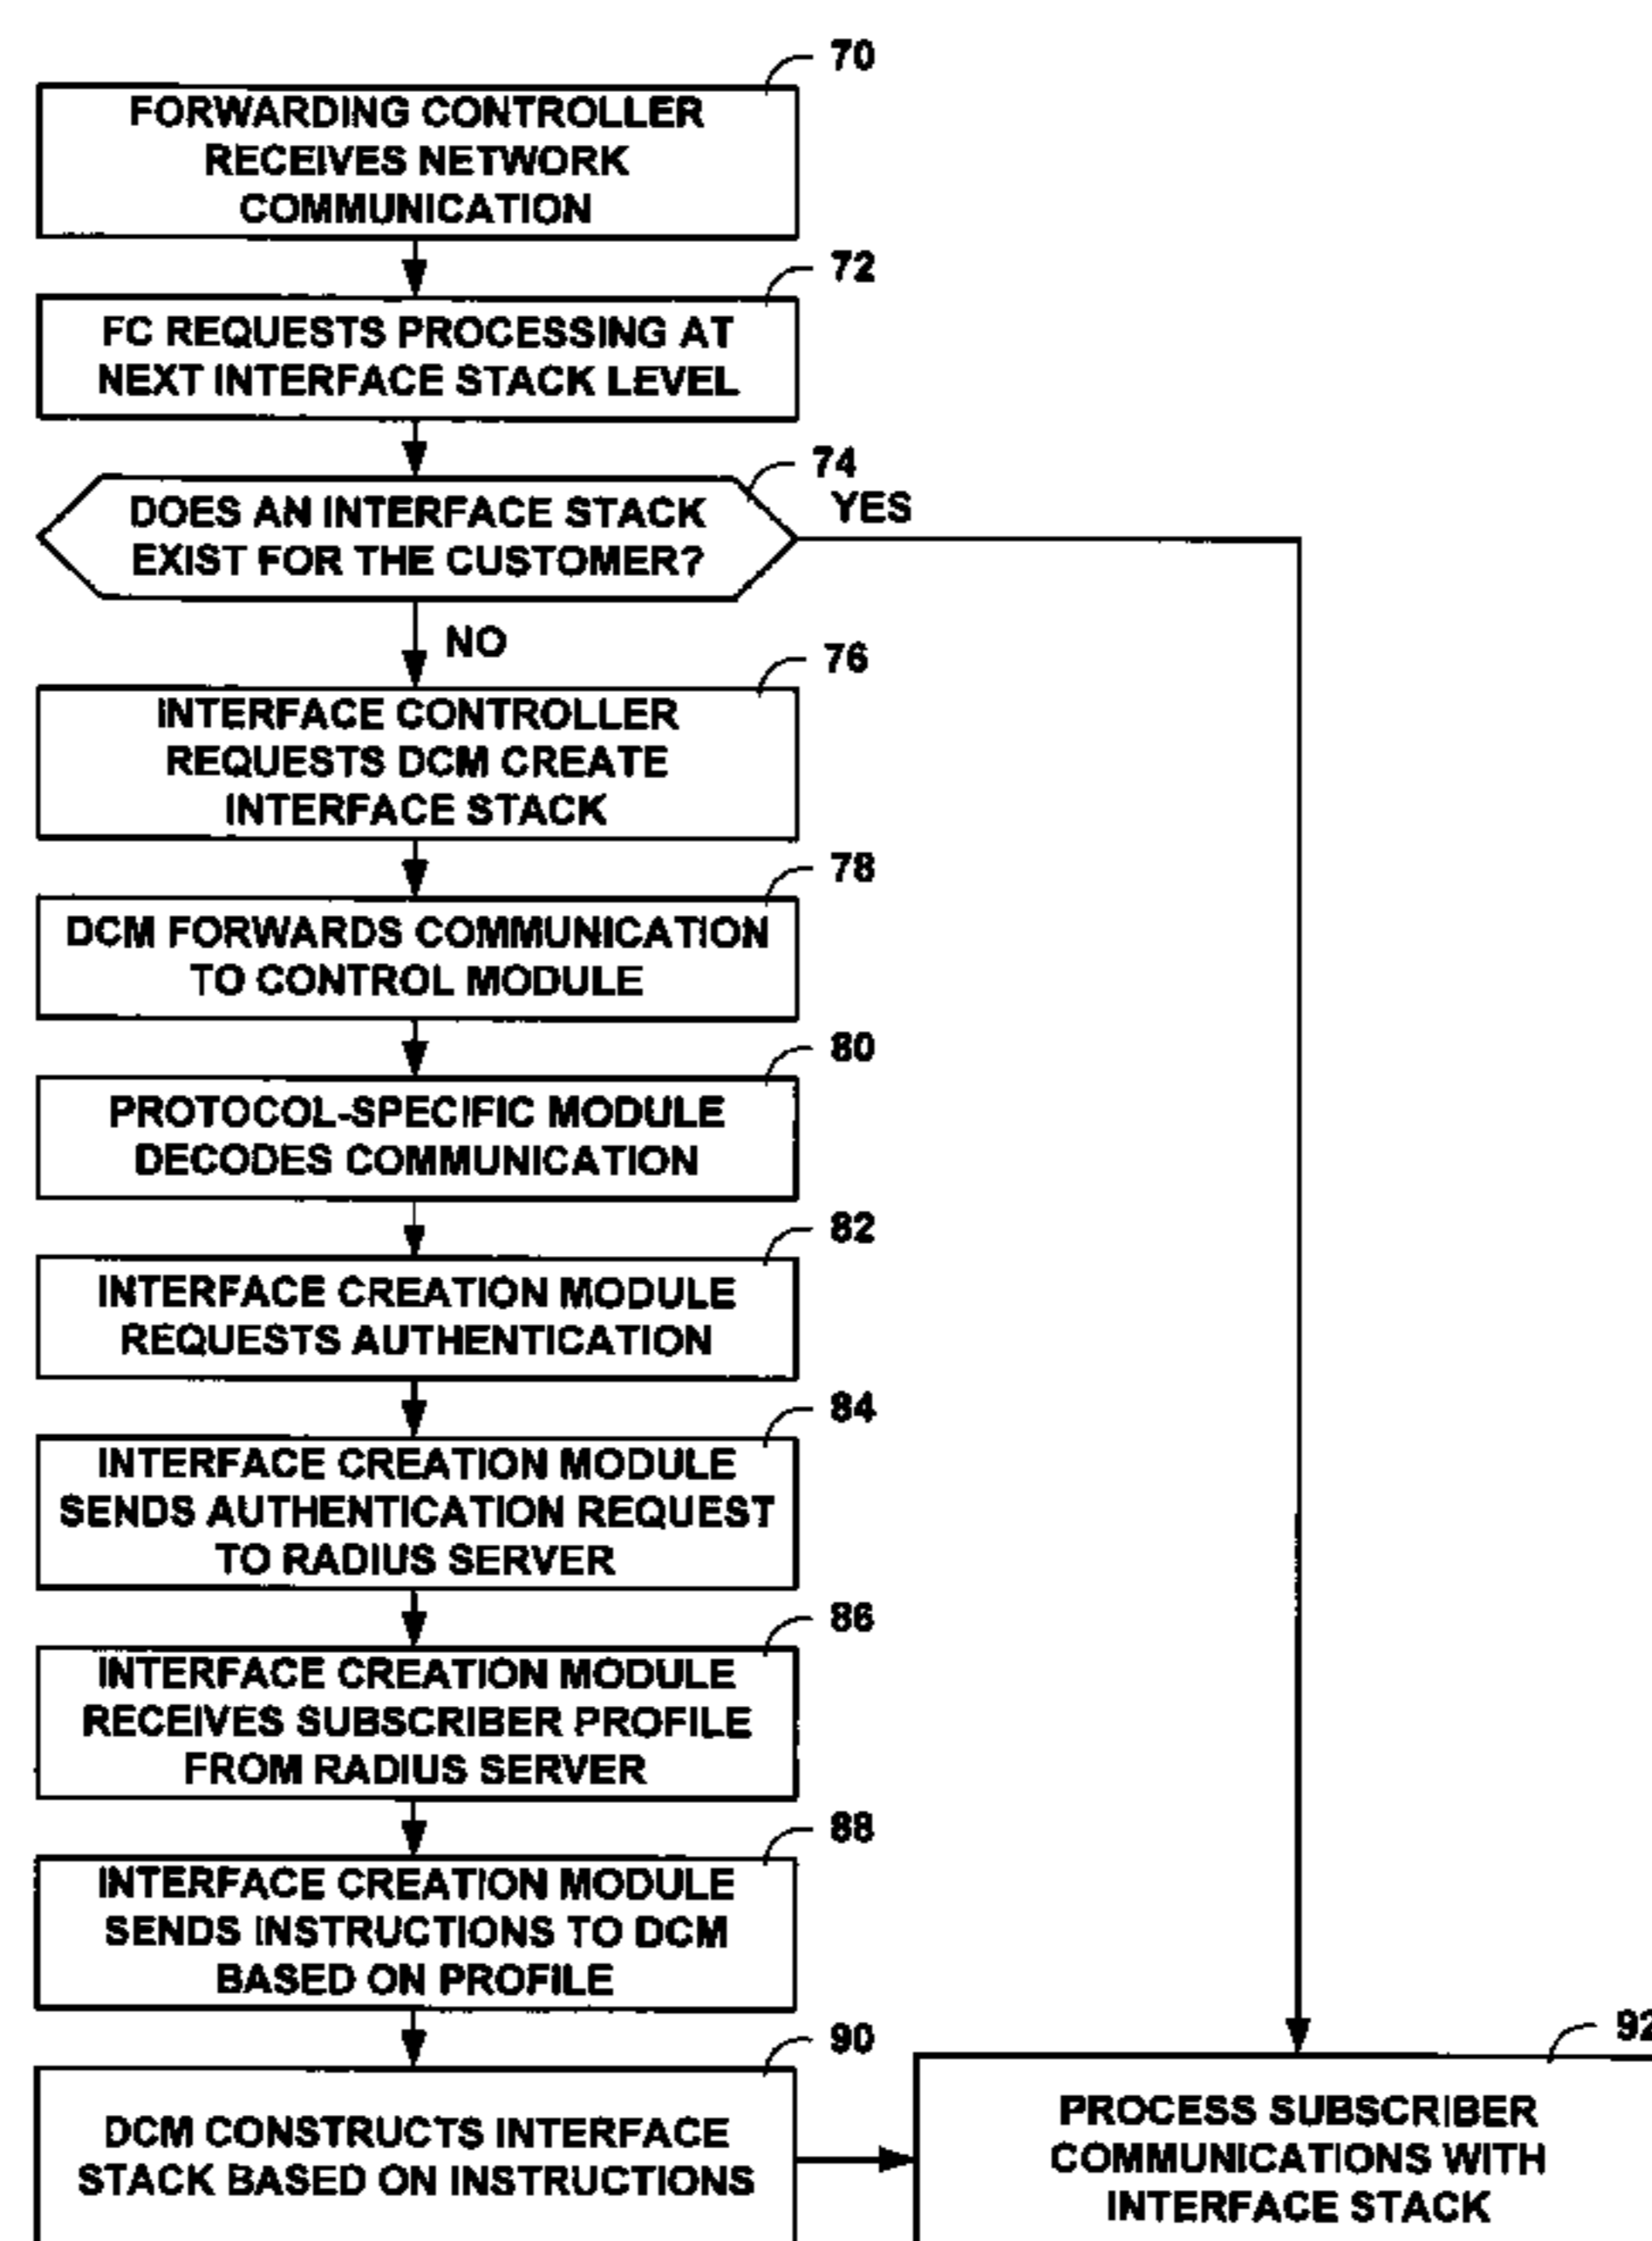 70
FORWARDING CONTROLLER
RECEIVES NETWORK
COMMUNICATION
72
FC REQUESTS PROCESSING AT
NEXT INTERFACE STACK LEVEL
74
DOES AN INTERFACE STACK
EXIST FOR THE CUSTOMER?
YES
NO
76
INTERFACE CONTROLLER
REQUESTS DCM CREATE
INTERFACE STACK
78
DCM FORWARDS COMMUNICATION
TO CONTROL MODULE
80
PROTOCOL-SPECIFIC MODULE
DECODES COMMUNICATION
82
INTERFACE CREATION MODULE
REQUESTS AUTHENTICATION
84
INTERFACE CREATION MODULE
SENDS AUTHENTICATION REQUEST
TO RADIUS SERVER
86
INTERFACE CREATION MODULE
RECEIVES SUBSCRIBER PROFILE
FROM RADIUS SERVER
88
INTERFACE CREATION MODULE
SENDS INSTRUCTIONS TO DCM
BASED ON PROFILE
90
DCM CONSTRUCTS INTERFACE
STACK BASED ON INSTRUCTIONS
92
PROCESS SUBSCRIBER
COMMUNICATIONS WITH
INTERFACE STACK